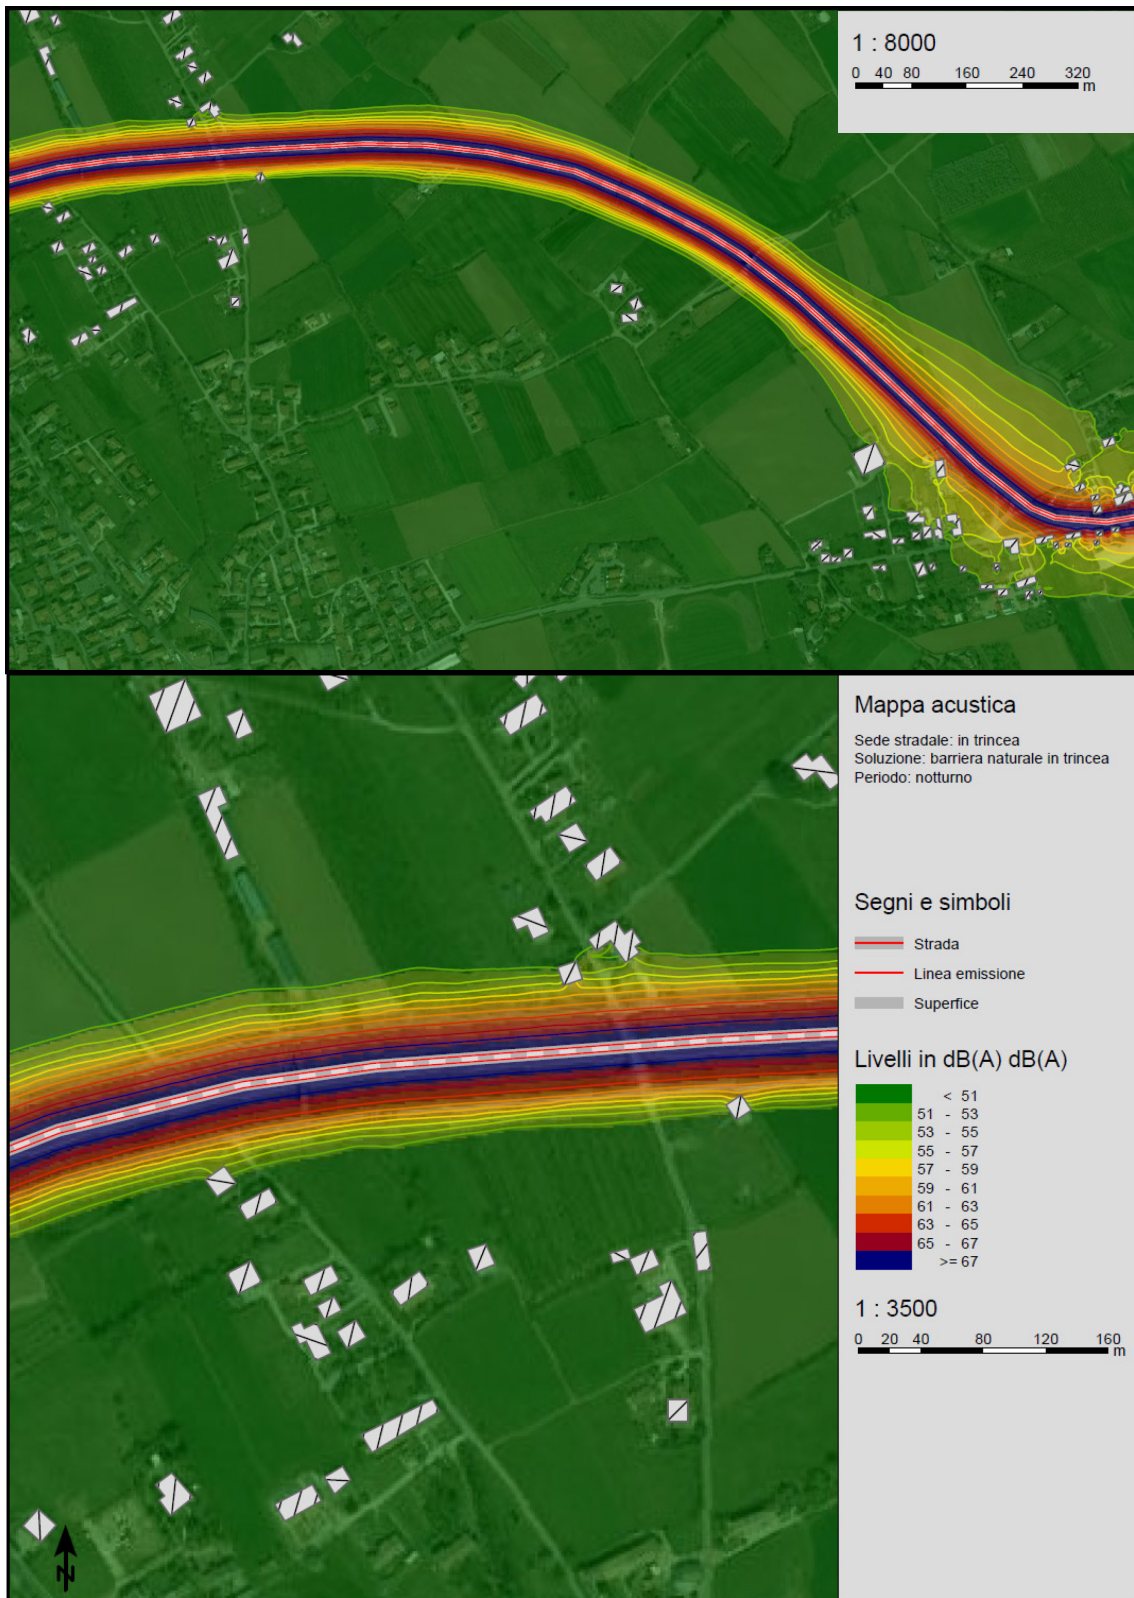 1 : 8000
0 40 80 160 240 320
m
Mappa acustica
Sede stradale: in trincea
Soluzione: barriera naturale in trincea
Periodo: notturno
Segni e simboli
Strada
Linea emissione
Superfice
Livelli in dB(A) dB(A)
< 51
51 - 53
53 - 55
55 - 57
57 - 59
59 - 61
61 - 63
63 - 65
65 - 67
>= 67
1 : 3500
0 20 40 80 120 160
m
N